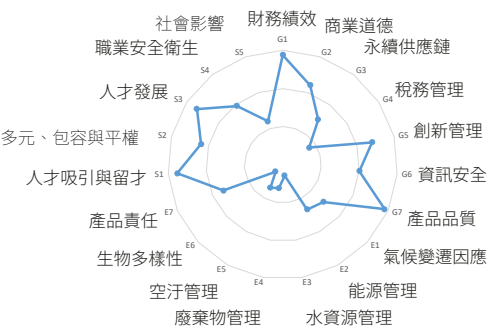 財務績效
G1
商業道德
G2
永續供應鏈
G3
稅務管理
G4
創新管理
G5
資訊安全
G6
產品品質
G7
氣候變遷因應
E1
能源管理
E2
水資源管理
E3
廢棄物管理
E4
空汙管理
E5
生物多樣性
E6
產品責任
E7
人才吸引與留才
S1
多元、包容與平權
S2
人才發展
S3
職業安全衛生
S4
社會影響
S5